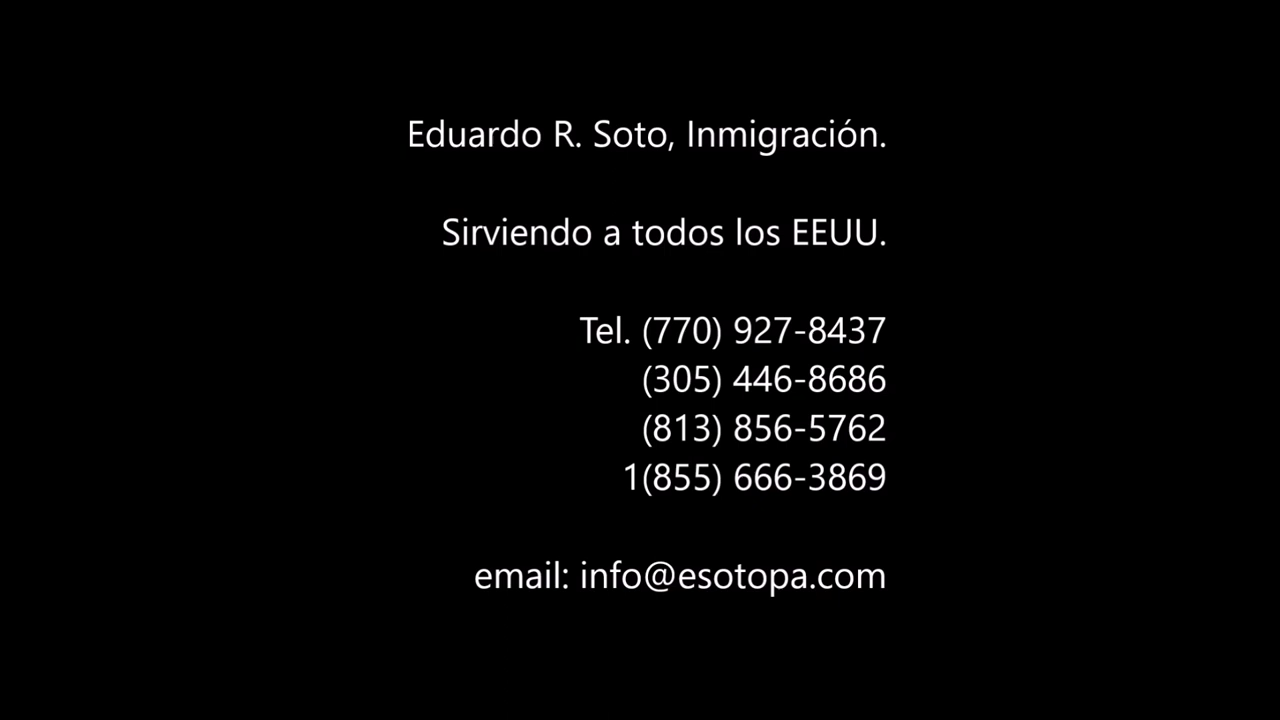 Eduardo R. Soto, Inmigración.
Sirviendo a todos los EEUU.
Tel. (770) 927-8437
(305) 446-8686
(813) 856-5762
1(855) 666-3869
email: info@esotopa.com